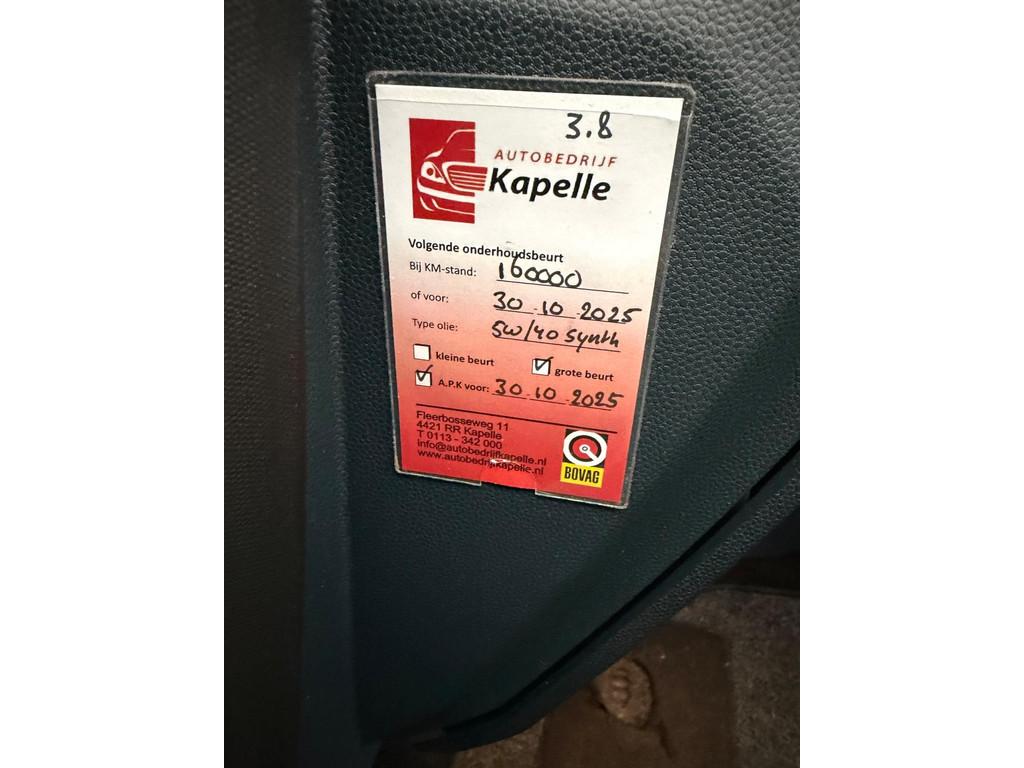 3.8
AUTOBEDRIJF
Kapelle
Volgende onderhoudsbeurt
Bij KM-stand: 160000
of voor: 30-10-2025
Type olie: 5W/40 Synth
kleine beurt grote beurt
A.P.K voor: 30-10-2025
Fleerbosseweg 11
4421 RR Kapelle
T 0113 - 342 000
info@autobedrijfkapelle.nl
www.autobedrijfkapelle.nl
BOVAG